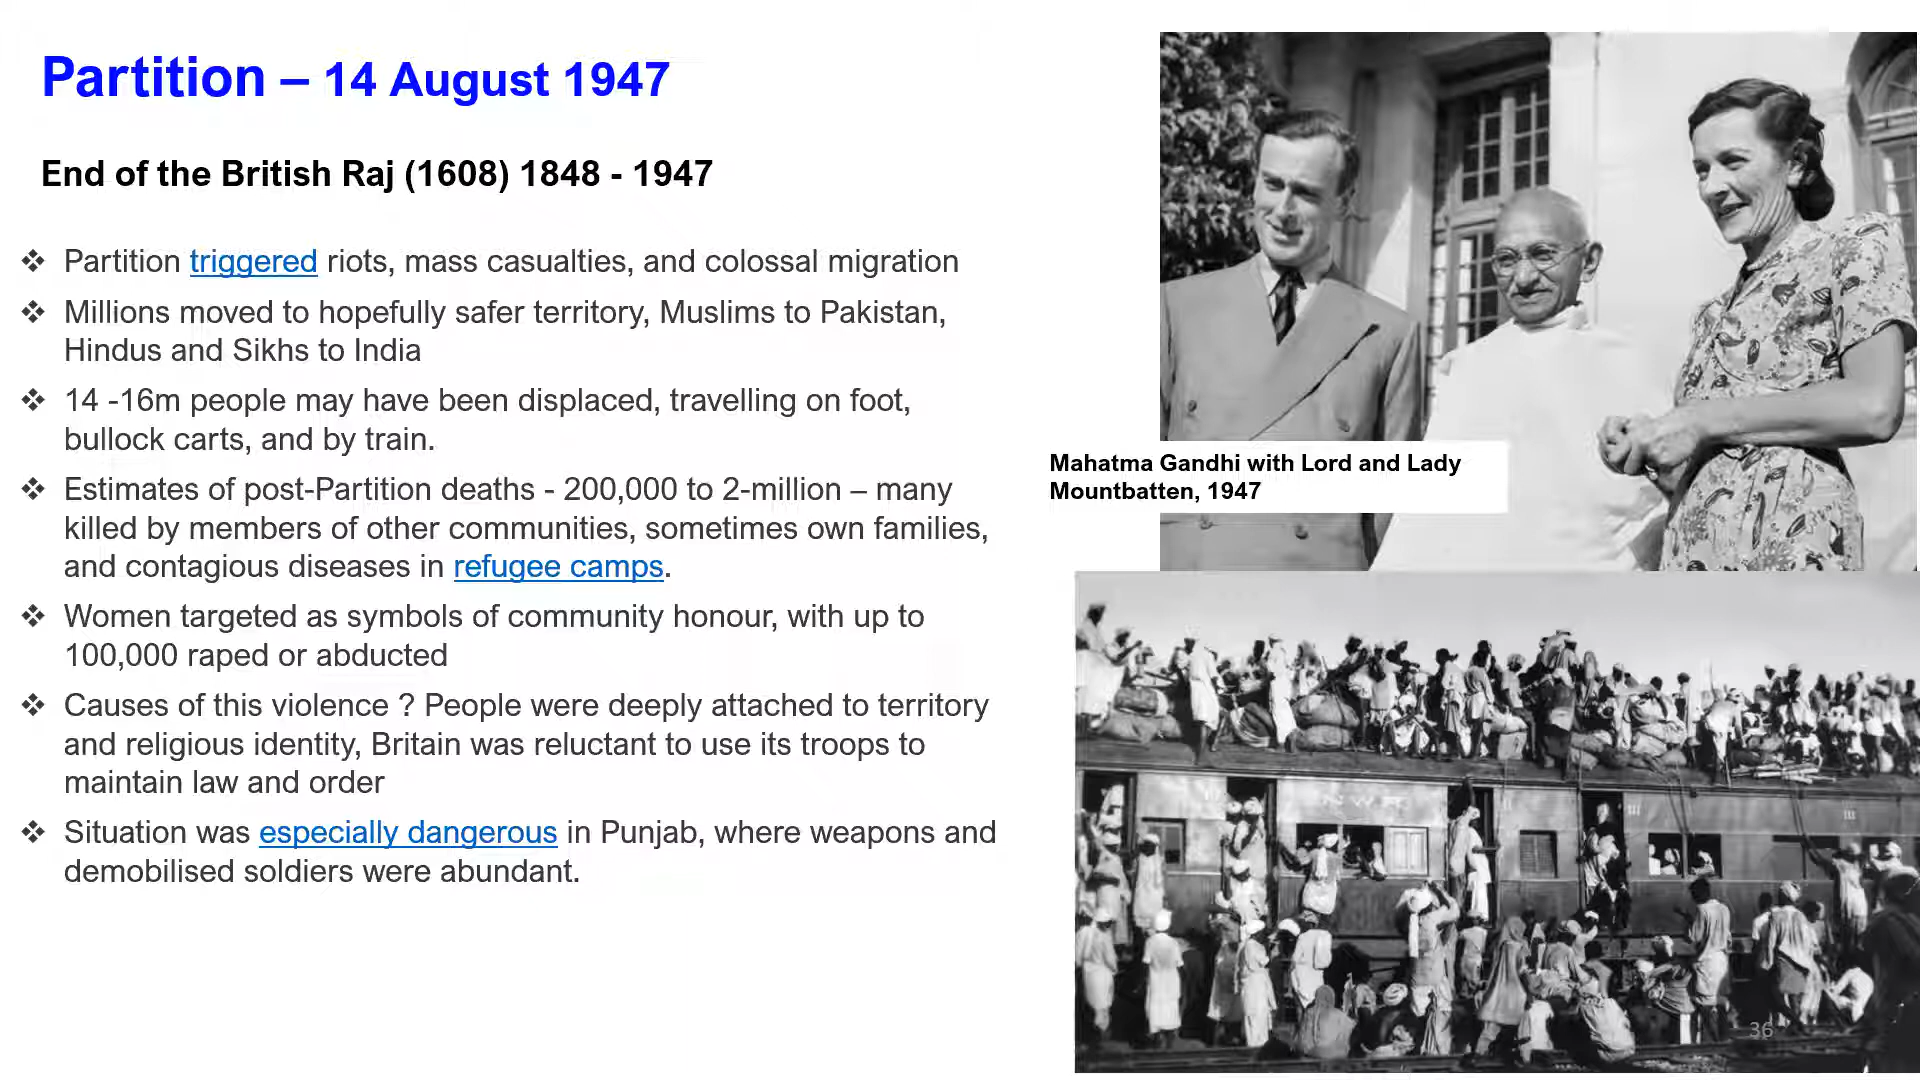 Partition – 14 August 1947
End of the British Raj (1608) 1848 - 1947
❖ Partition triggered riots, mass casualties, and colossal migration
❖ Millions moved to hopefully safer territory, Muslims to Pakistan,
Hindus and Sikhs to India
❖ 14 -16m people may have been displaced, travelling on foot,
bullock carts, and by train.
❖ Estimates of post-Partition deaths - 200,000 to 2-million – many
killed by members of other communities, sometimes own families,
and contagious diseases in refugee camps.
❖ Women targeted as symbols of community honour, with up to
100,000 raped or abducted
❖ Causes of this violence ? People were deeply attached to territory
and religious identity, Britain was reluctant to use its troops to
maintain law and order
❖ Situation was especially dangerous in Punjab, where weapons and
demobilised soldiers were abundant.
Mahatma Gandhi with Lord and Lady
Mountbatten, 1947
N W R
III
III
36